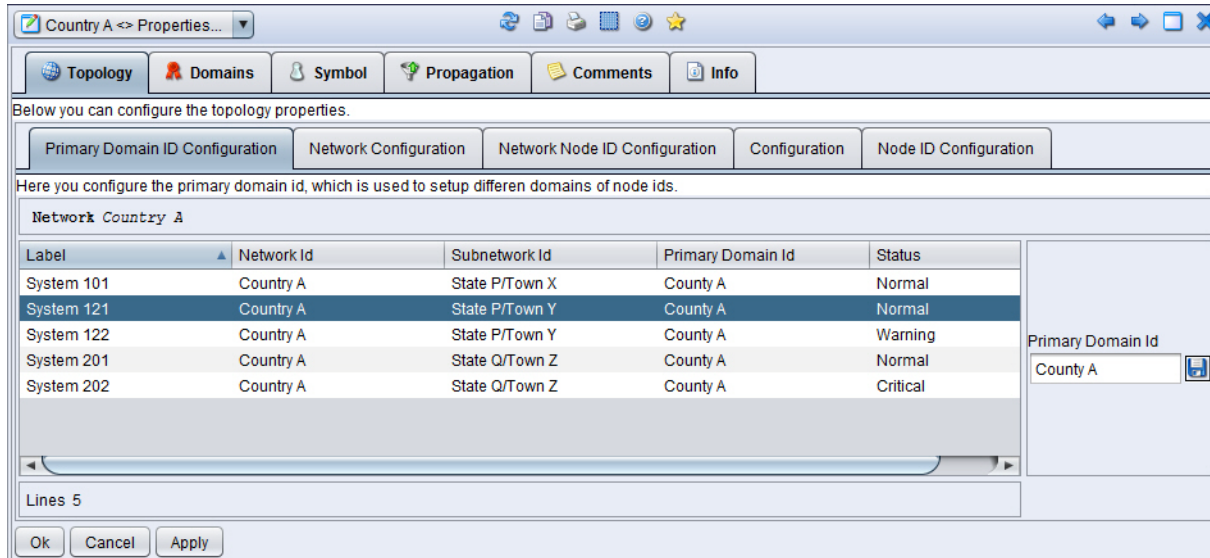 Country A <> Properties...
Topology Domains Symbol Propagation Comments Info
Below you can configure the topology properties.
Primary Domain ID Configuration Network Configuration Network Node ID Configuration Configuration Node ID Configuration
Here you configure the primary domain id, which is used to setup differen domains of node ids.
Network Country A
Label Network Id Subnetwork Id Primary Domain Id Status
System 101 Country A State P/Town X County A Normal
System 121 Country A State P/Town Y County A Normal
System 122 Country A State P/Town Y County A Warning
System 201 Country A State Q/Town Z County A Normal
System 202 Country A State Q/Town Z County A Critical
Primary Domain Id
County A
Lines 5
Ok Cancel Apply